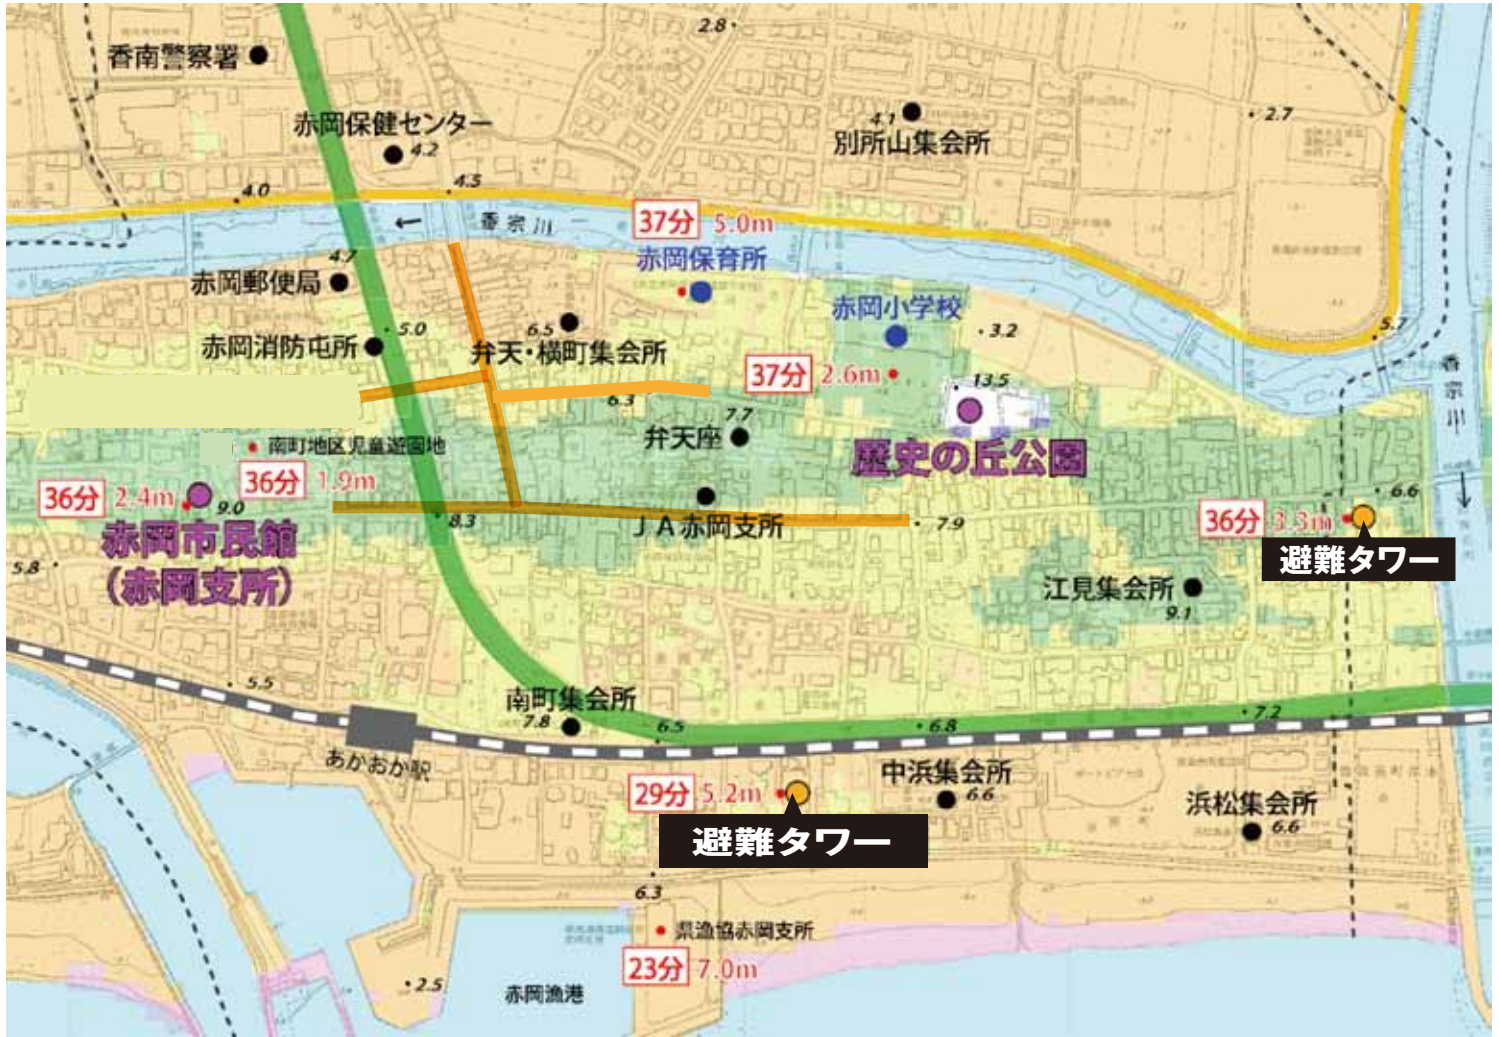 2.8
香南警察署
赤岡保健センター
4.2
4.1
別所山集会所
2.7
4.0
4.5
←
香宗川
37分 5.0m
赤岡保育所
4.7
赤岡郵便局
赤岡小学校
5.0
赤岡消防屯所
6.5
弁天・横町集会所
3.2
5.7
香宗川
37分 2.6m
13.5
6.3
7.7
弁天座
歴史の丘公園
南町地区児童遊園地
36分 1.9m
36分 2.4m
9.0
赤岡市民館
(赤岡支所)
8.3
JA赤岡支所
7.9
6.6
36分 3.3m
避難タワー
5.8
江見集会所
9.1
5.5
南町集会所
7.8
6.5
6.8
7.2
あかおか駅
29分 5.2m
避難タワー
中浜集会所
6.6
浜松集会所
6.6
6.3
県漁協赤岡支所
23分 7.0m
2.5
赤岡漁港